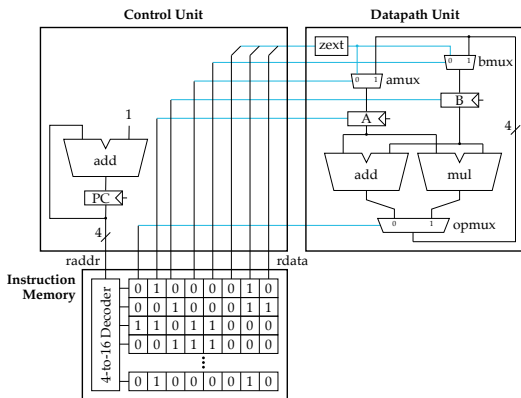 Control Unit
Datapath Unit
zext
0 1
bmux
0 1
amux
B
A
1
4
add
add
mul
PC
0 1
opmux
4
raddr
rdata
Instruction
Memory
4-to-16 Decoder
0 1 0 0 0 0 1 0
0 0 1 0 0 0 1 1
1 1 0 1 1 0 0 0
0 0 1 1 1 0 0 0
0 1 0 0 0 0 1 0